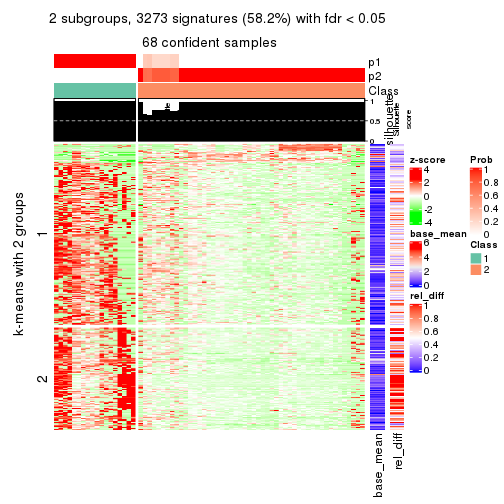 2 subgroups, 3273 signatures (58.2%) with fdr < 0.05
68 confident samples
p1
p2
Class
1
0.5
0
silhouette
Silhouette
score
k-means with 2 groups
1
2
base_mean
rel_diff
z-score
4
2
0
-2
-4
base_mean
6
4
2
0
rel_diff
1
0.8
0.6
0.4
0.2
0
Prob
1
0.8
0.6
0.4
0.2
0
Class
1
2